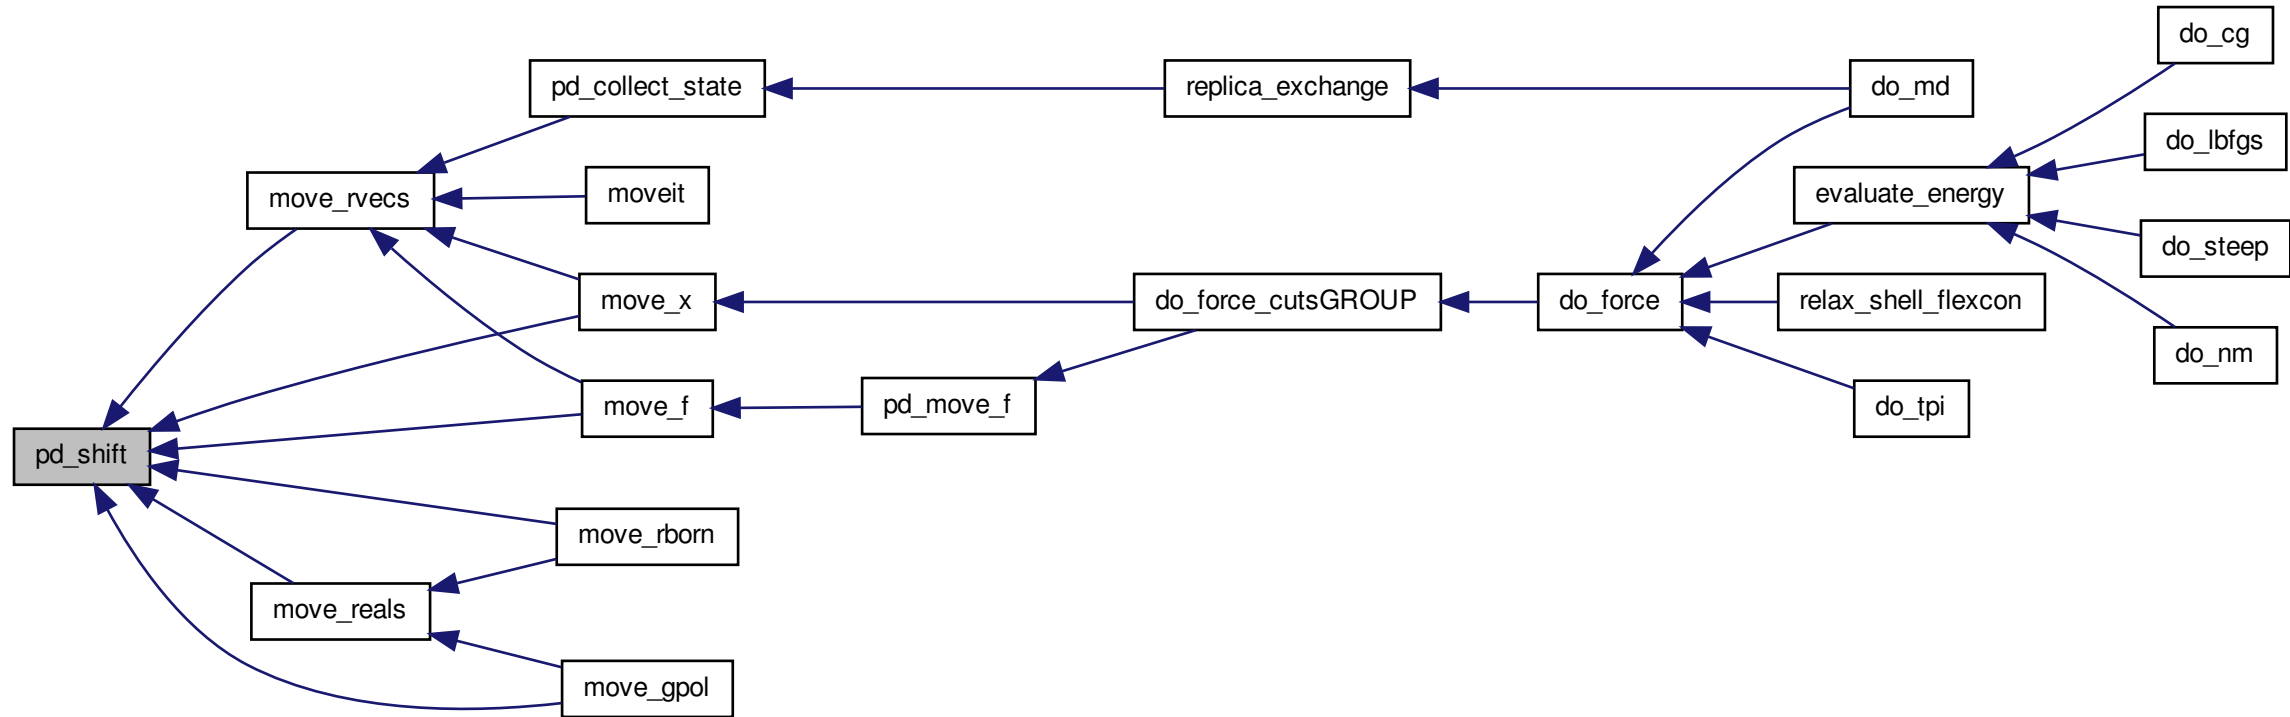 do_cg
pd_collect_state
replica_exchange
do_md
do_lbfgs
move_rvecs
moveit
evaluate_energy
do_steep
move_x
do_force_cutsGROUP
do_force
relax_shell_flexcon
do_nm
move_f
pd_move_f
do_tpi
pd_shift
move_rborn
move_reals
move_gpol